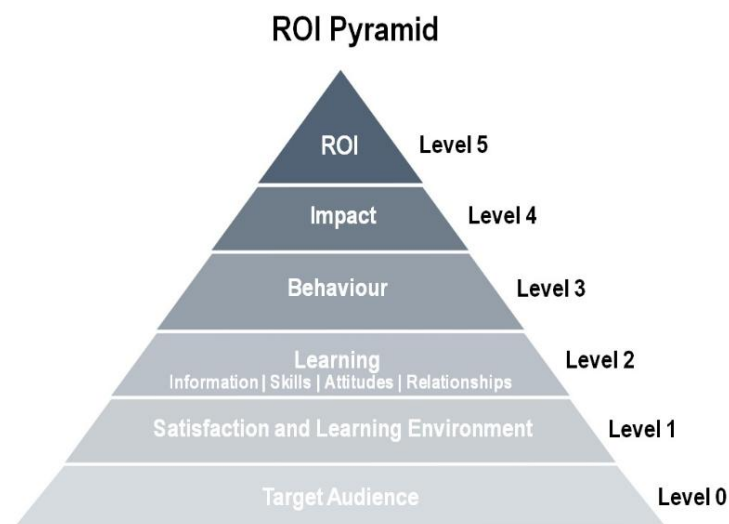 ROI Pyramid
ROI Level 5
Impact Level 4
Behaviour Level 3
Learning Level 2
Information | Skills | Attitudes | Relationships
Satisfaction and Learning Environment Level 1
Target Audience Level 0